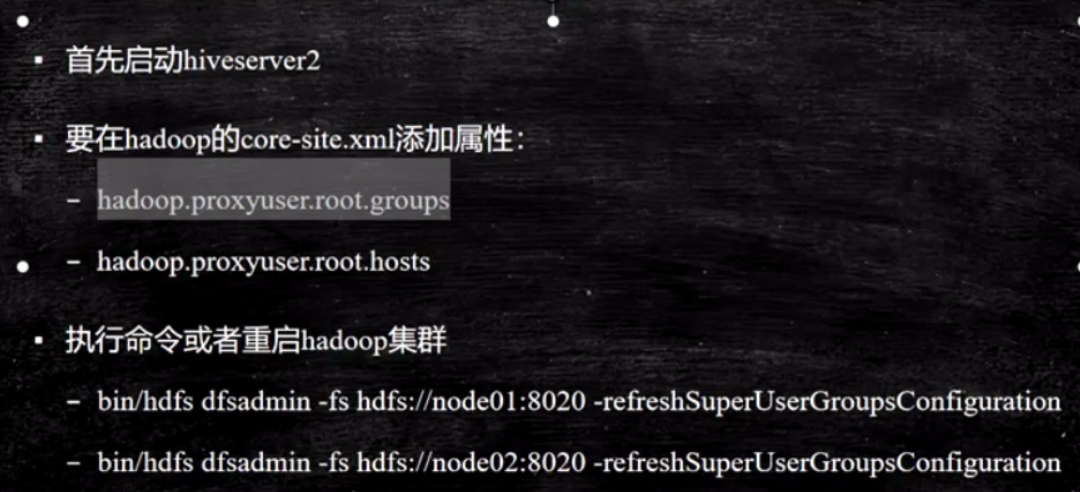 ▪ 首先启动hiveserver2
▪ 要在hadoop的core-site.xml添加属性：
– hadoop.proxyuser.root.groups
– hadoop.proxyuser.root.hosts
▪ 执行命令或者重启hadoop集群
– bin/hdfs dfsadmin -fs hdfs://node01:8020 -refreshSuperUserGroupsConfiguration
– bin/hdfs dfsadmin -fs hdfs://node02:8020 -refreshSuperUserGroupsConfiguration